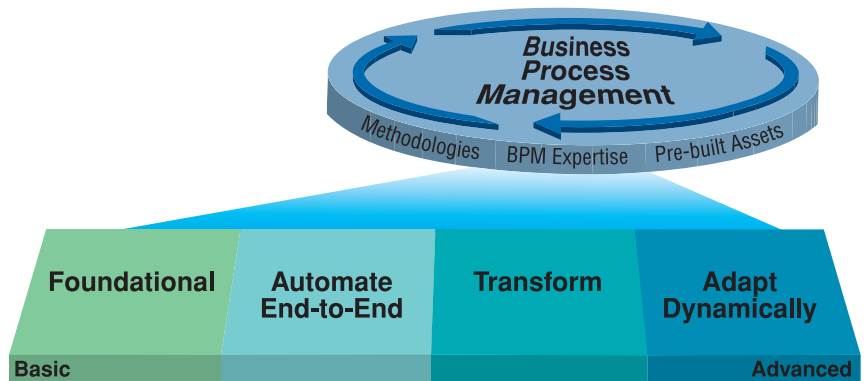 Business
Process
Management
Methodologies
BPM Expertise
Pre-built Assets
Foundational
Automate
End-to-End
Transform
Adapt
Dynamically
Basic
Advanced